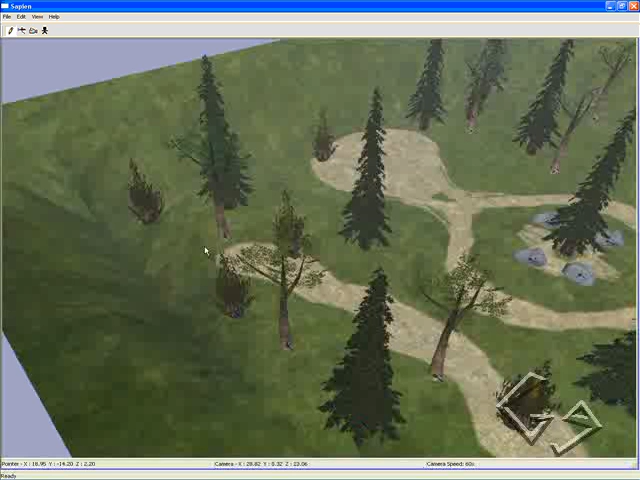 Sapien
File Edit View Help
Pointer - X : 16.95 Y : -14.20 Z : 2.20 Camera - X : 28.82 Y : 8.32 Z : 23.06 Camera Speed: 60x
Ready